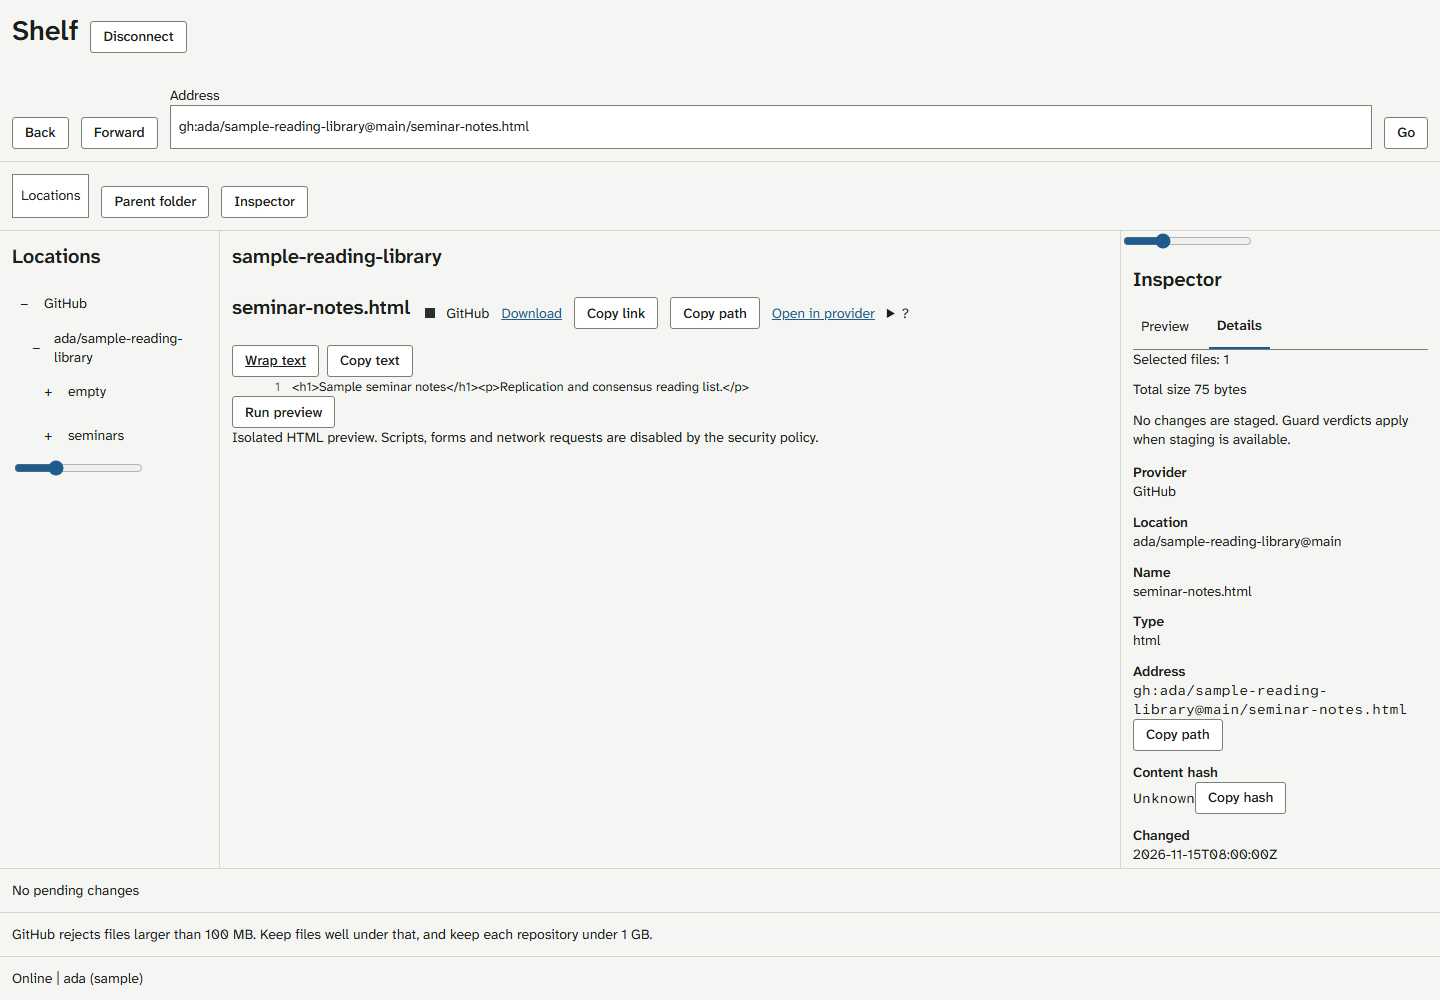 Shelf
Disconnect
Address
Back
Forward
gh:ada/sample-reading-library@main/seminar-notes.html
Go
Locations
Parent folder
Inspector
Locations
− GitHub
− ada/sample-reading-
library
+ empty
+ seminars
sample-reading-library
seminar-notes.html
GitHub
Download
Copy link
Copy path
Open in provider
?
Wrap text
Copy text
1 <h1>Sample seminar notes</h1><p>Replication and consensus reading list.</p>
Run preview
Isolated HTML preview. Scripts, forms and network requests are disabled by the security policy.
Inspector
Preview
Details
Selected files: 1
Total size 75 bytes
No changes are staged. Guard verdicts apply
when staging is available.
Provider
GitHub
Location
ada/sample-reading-library@main
Name
seminar-notes.html
Type
html
Address
gh:ada/sample-reading-
library@main/seminar-notes.html
Copy path
Content hash
Unknown
Copy hash
Changed
2026-11-15T08:00:00Z
No pending changes
GitHub rejects files larger than 100 MB. Keep files well under that, and keep each repository under 1 GB.
Online | ada (sample)